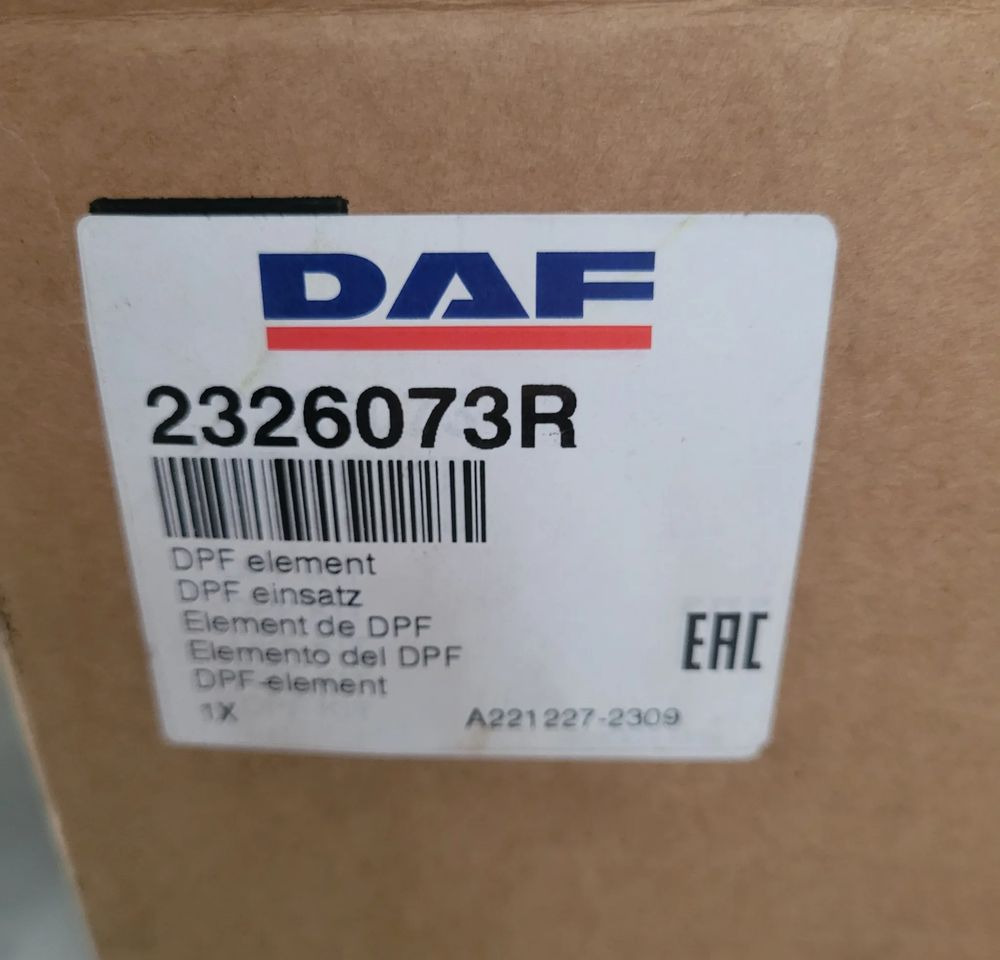 DAF
2326073R
DPF element
DPF einsatz
Element de DPF
Elemento del DPF
DPF-element
EAC
1X
A221227-2309